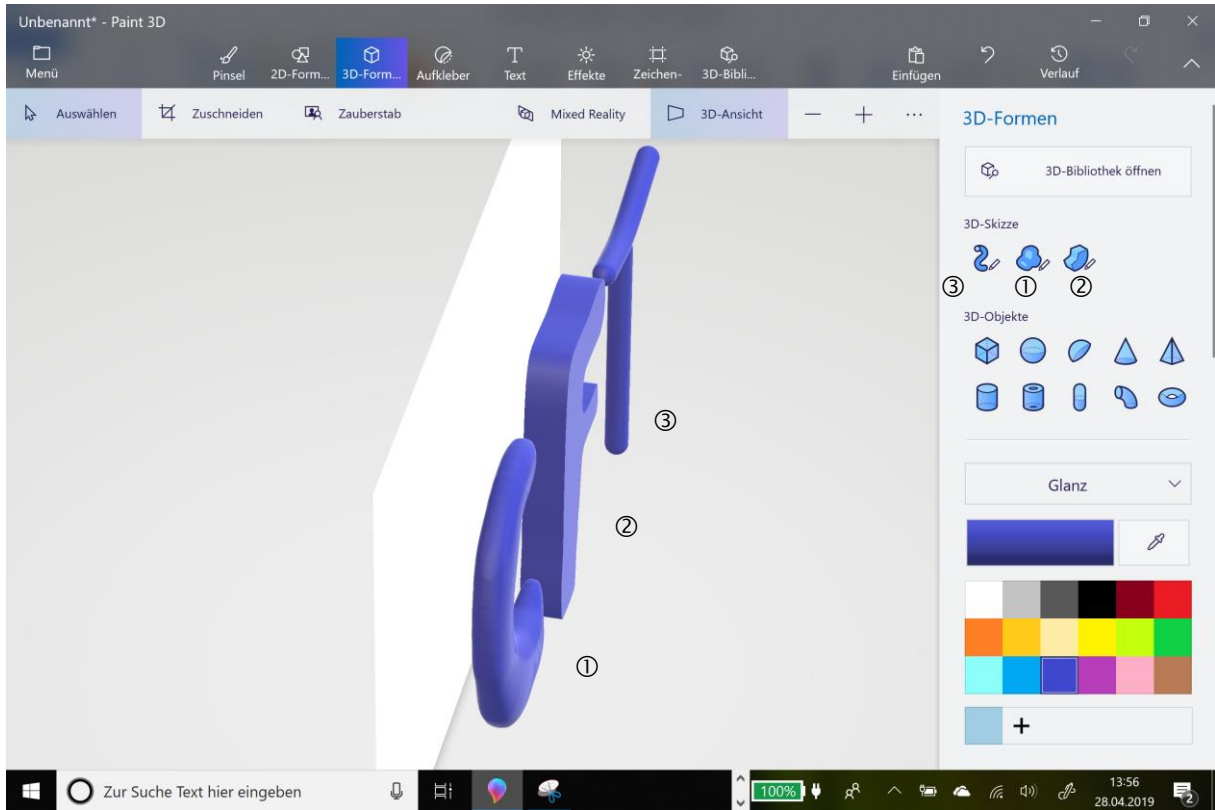 Unbenannt* - Paint 3D
Menü
Pinsel
2D-Form...
3D-Form...
Aufkleber
Text
Effekte
Zeichen-
3D-Bibli...
Einfügen
Verlauf
Auswählen
Zuschneiden
Zauberstab
Mixed Reality
3D-Ansicht
3D-Formen
3D-Bibliothek öffnen
3D-Skizze
③ ① ②
3D-Objekte
③
②
①
Glanz
Zur Suche Text hier eingeben
100%
13:56
28.04.2019
2